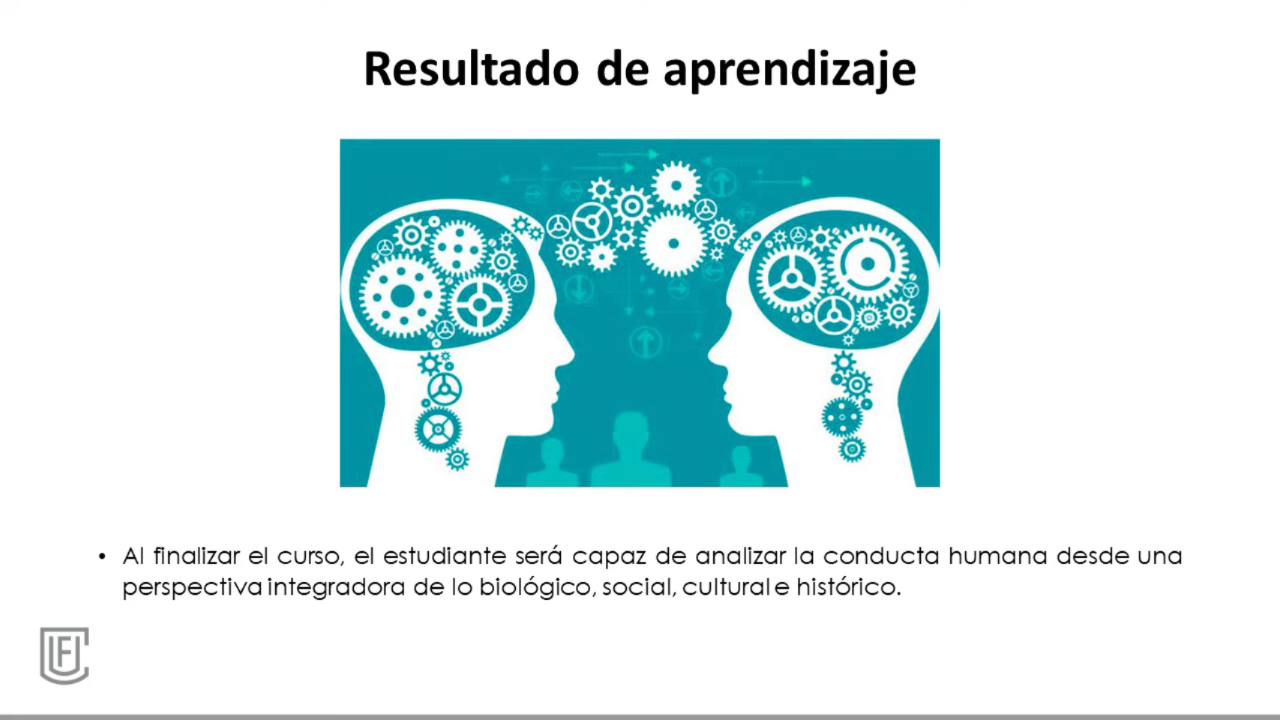 Resultado de aprendizaje
• Al finalizar el curso, el estudiante será capaz de analizar la conducta humana desde una
perspectiva integradora de lo biológico, social, cultural e histórico.